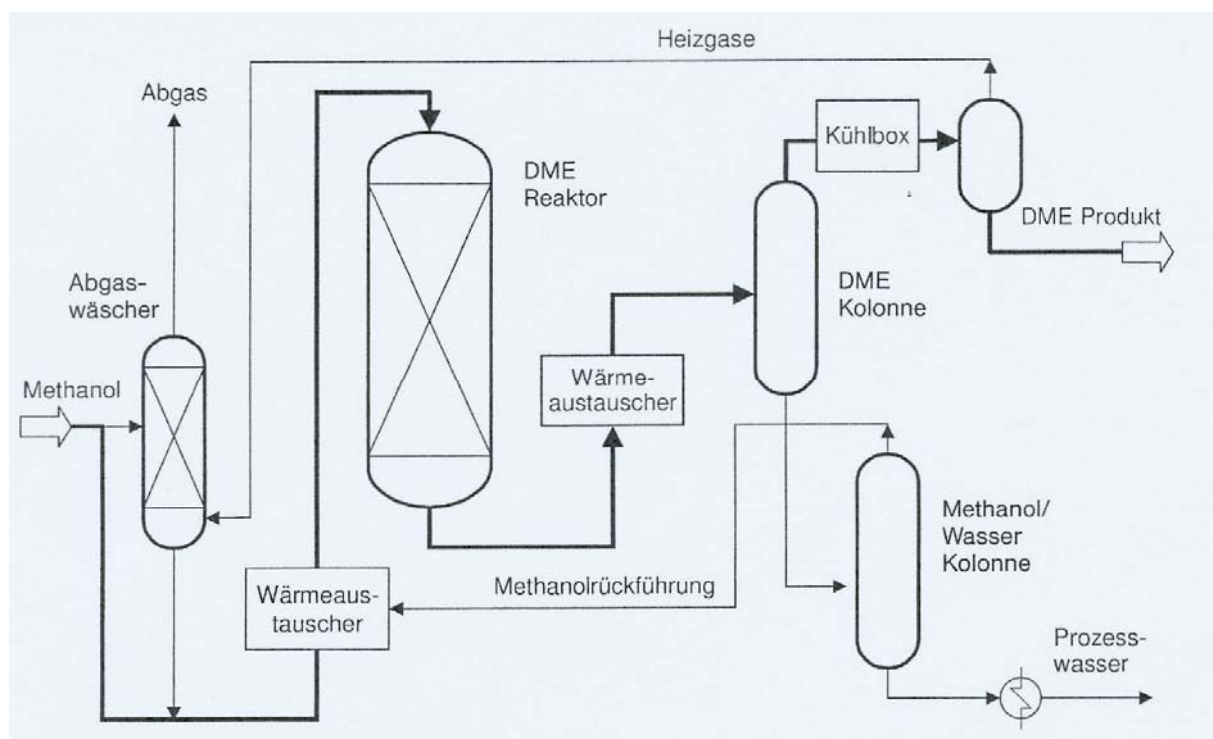 Heizgase
Abgas
Kühlbox
DME
Reaktor
DME Produkt
Abgas-
wäscher
DME
Kolonne
Wärme-
austauscher
Methanol
Methanol/
Wasser
Kolonne
Methanolrückführung
Wärmeaus-
tauscher
Prozess-
wasser